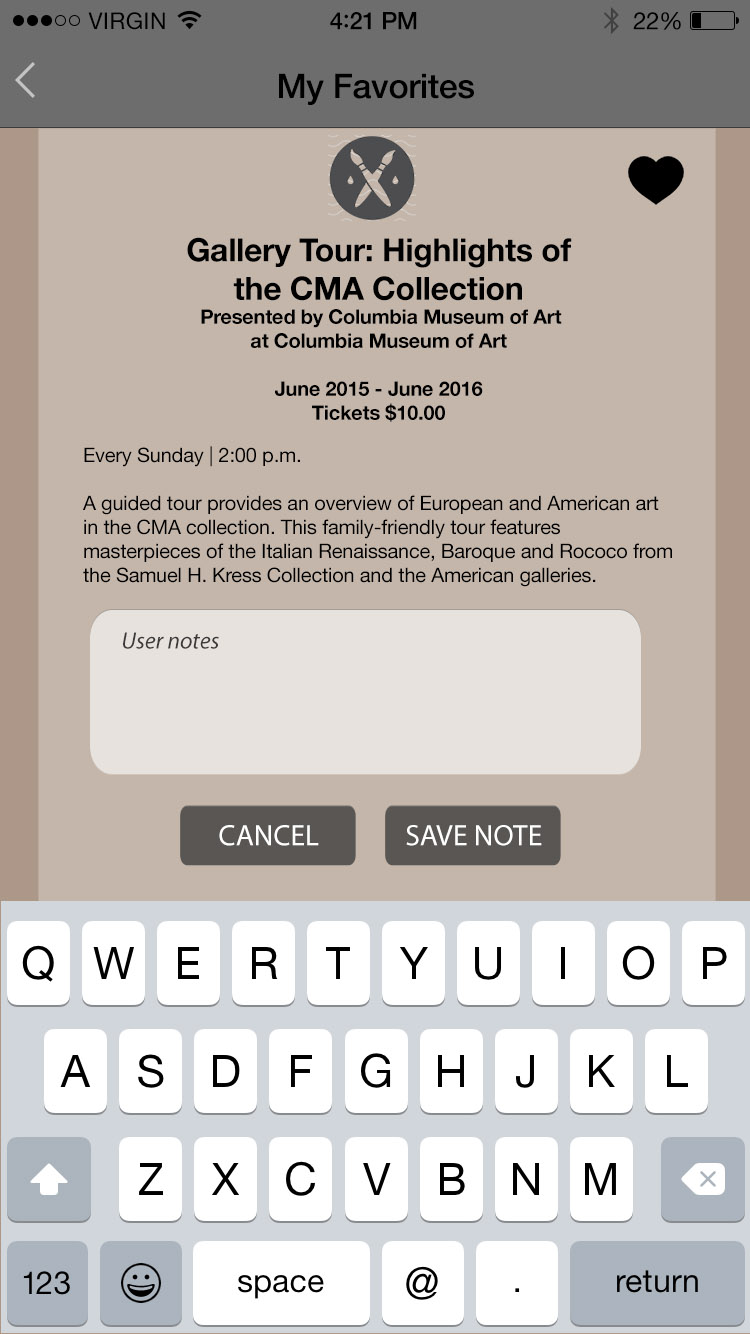 VIRGIN 4:21 PM 22%
My Favorites
Gallery Tour: Highlights of
the CMA Collection
Presented by Columbia Museum of Art
at Columbia Museum of Art
June 2015 - June 2016
Tickets $10.00
Every Sunday | 2:00 p.m.
A guided tour provides an overview of European and American art
in the CMA collection. This family-friendly tour features
masterpieces of the Italian Renaissance, Baroque and Rococo from
the Samuel H. Kress Collection and the American galleries.
User notes
CANCEL SAVE NOTE
Q W E R T Y U I O P
A S D F G H J K L
Z X C V B N M
123 space @ . return